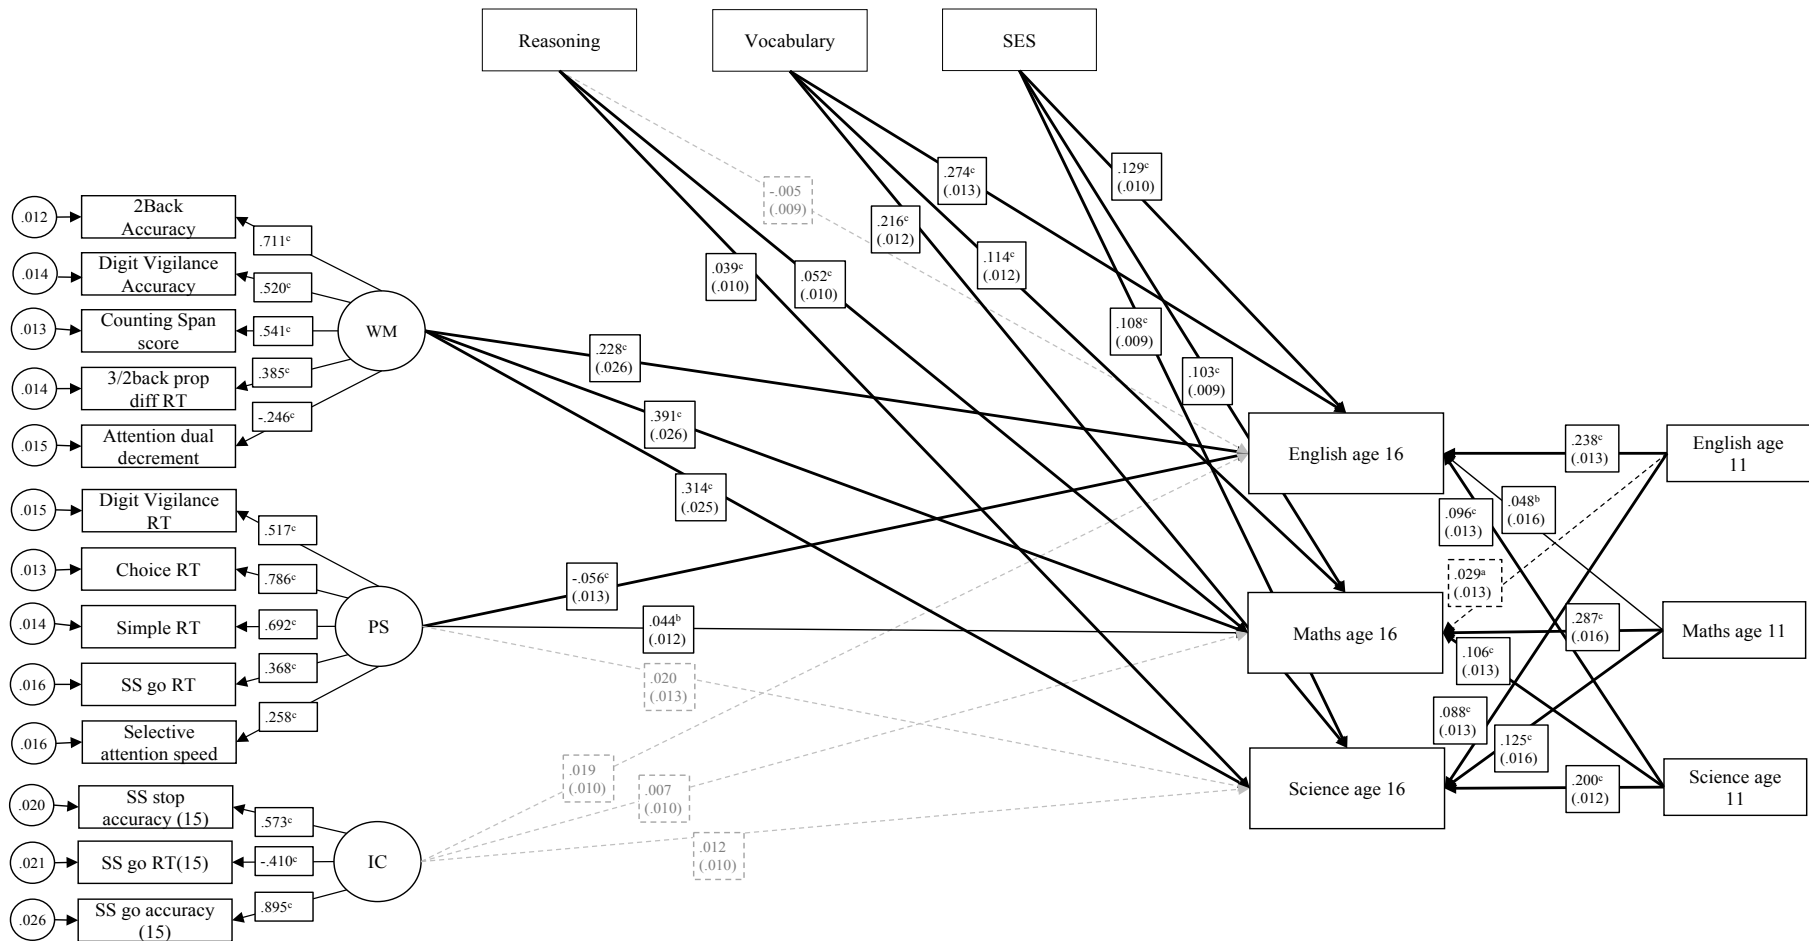 Reasoning
Vocabulary
SES
-.005
(.009)
.274ᶜ
(.013)
.129ᶜ
(.010)
.216ᶜ
(.012)
.114ᶜ
(.012)
.039ᶜ
(.010)
.052ᶜ
(.010)
.108ᶜ
(.009)
.103ᶜ
(.009)
.012
2Back
Accuracy
.711ᶜ
.014
Digit Vigilance
Accuracy
.520ᶜ
.013
Counting Span
score
.541ᶜ
WM
.014
3/2back prop
diff RT
.385ᶜ
.015
Attention dual
decrement
-.246ᶜ
.228ᶜ
(.026)
.391ᶜ
(.026)
.314ᶜ
(.025)
.015
Digit Vigilance
RT
.517ᶜ
.013
Choice RT
.786ᶜ
.014
Simple RT
.692ᶜ
PS
.016
SS go RT
.368ᶜ
.016
Selective
attention speed
.258ᶜ
-.056ᶜ
(.013)
.044ᵇ
(.012)
.020
(.013)
.020
SS stop
accuracy (15)
.573ᶜ
.021
SS go RT(15)
-.410ᶜ
IC
.026
SS go accuracy
(15)
.895ᶜ
.019
(.010)
.007
(.010)
.012
(.010)
English age 16
Maths age 16
Science age 16
.238ᶜ
(.013)
.048ᵇ
(.016)
.096ᶜ
(.013)
.029ᵃ
(.013)
.287ᶜ
(.016)
.106ᶜ
(.013)
.088ᶜ
(.013)
.125ᶜ
(.016)
.200ᶜ
(.012)
English age
11
Maths age 11
Science age
11